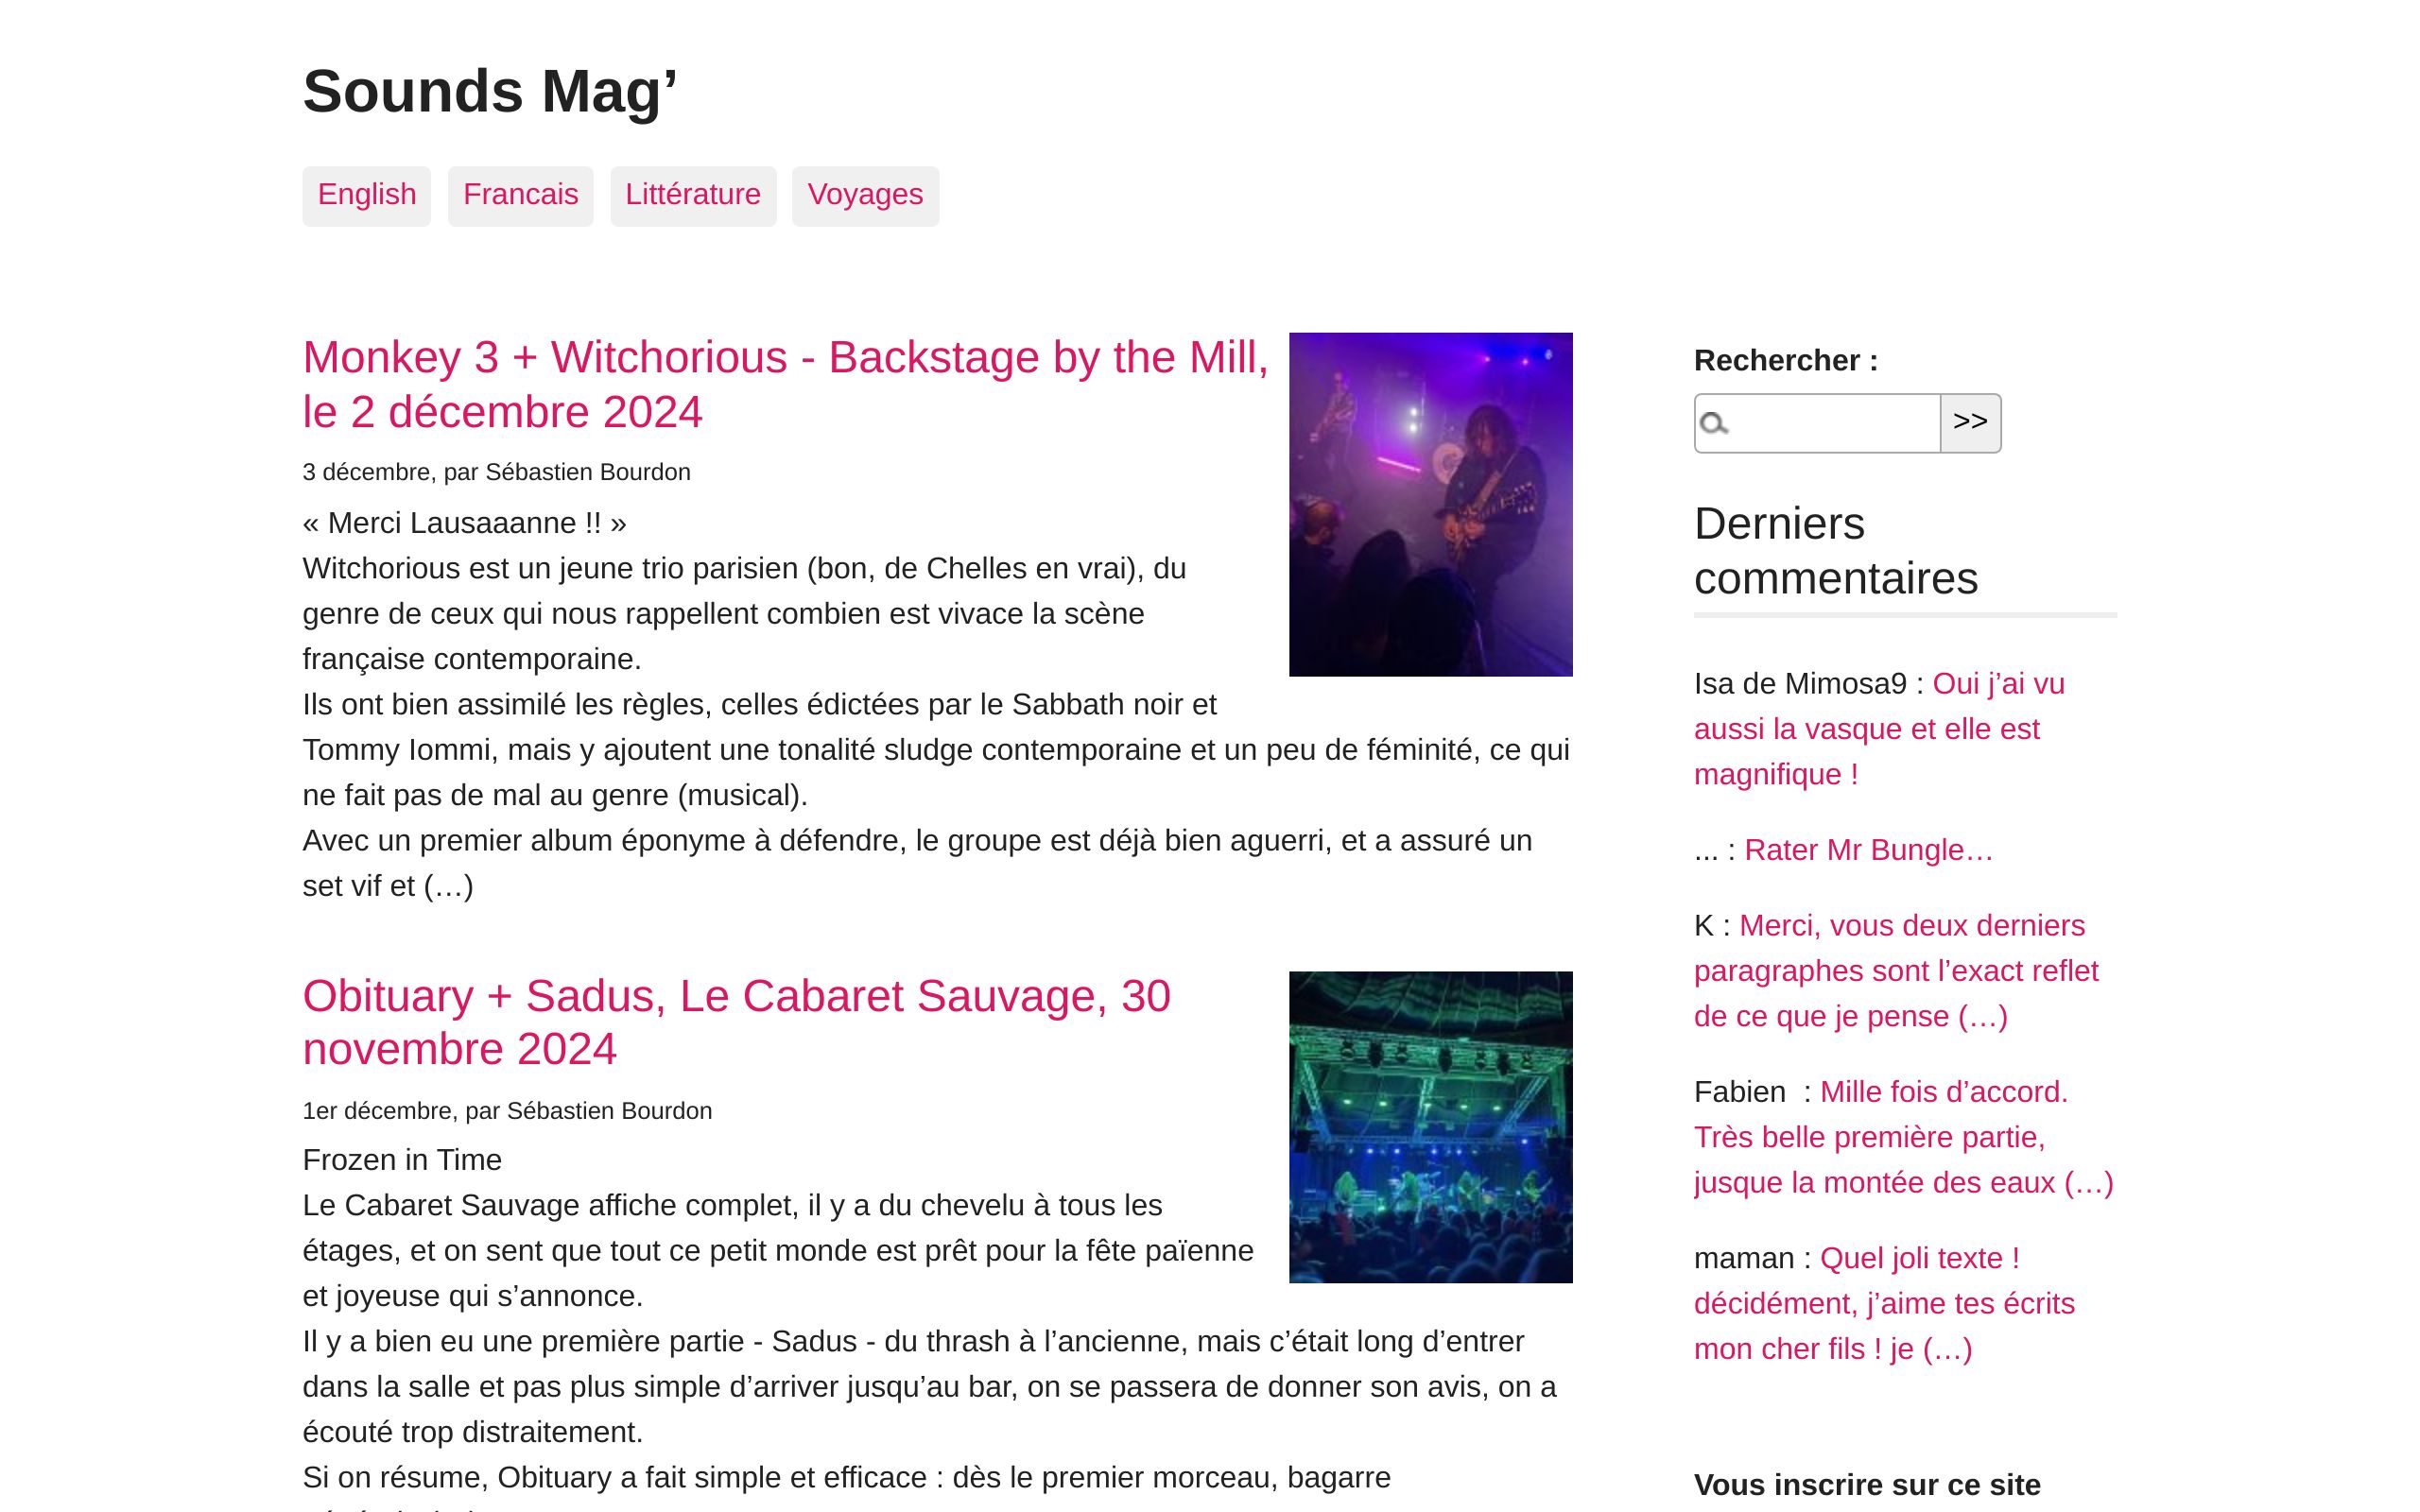 Sounds Mag’
English Francais Littérature Voyages
Monkey 3 + Witchorious - Backstage by the Mill,
le 2 décembre 2024
3 décembre, par Sébastien Bourdon
« Merci Lausaaanne !! »
Witchorious est un jeune trio parisien (bon, de Chelles en vrai), du
genre de ceux qui nous rappellent combien est vivace la scène
française contemporaine.
Ils ont bien assimilé les règles, celles édictées par le Sabbath noir et
Tommy Iommi, mais y ajoutent une tonalité sludge contemporaine et un peu de féminité, ce qui
ne fait pas de mal au genre (musical).
Avec un premier album éponyme à défendre, le groupe est déjà bien aguerri, et a assuré un
set vif et (…)
Obituary + Sadus, Le Cabaret Sauvage, 30
novembre 2024
1er décembre, par Sébastien Bourdon
Frozen in Time
Le Cabaret Sauvage affiche complet, il y a du chevelu à tous les
étages, et on sent que tout ce petit monde est prêt pour la fête païenne
et joyeuse qui s’annonce.
Il y a bien eu une première partie - Sadus - du thrash à l’ancienne, mais c’était long d’entrer
dans la salle et pas plus simple d’arriver jusqu’au bar, on se passera de donner son avis, on a
écouté trop distraitement.
Si on résume, Obituary a fait simple et efficace : dès le premier morceau, bagarre
Rechercher :
>>
Derniers
commentaires
Isa de Mimosa9 : Oui j’ai vu
aussi la vasque et elle est
magnifique !
... : Rater Mr Bungle…
K : Merci, vous deux derniers
paragraphes sont l’exact reflet
de ce que je pense (…)
Fabien  : Mille fois d’accord.
Très belle première partie,
jusque la montée des eaux (…)
maman : Quel joli texte !
décidément, j’aime tes écrits
mon cher fils ! je (…)
Vous inscrire sur ce site